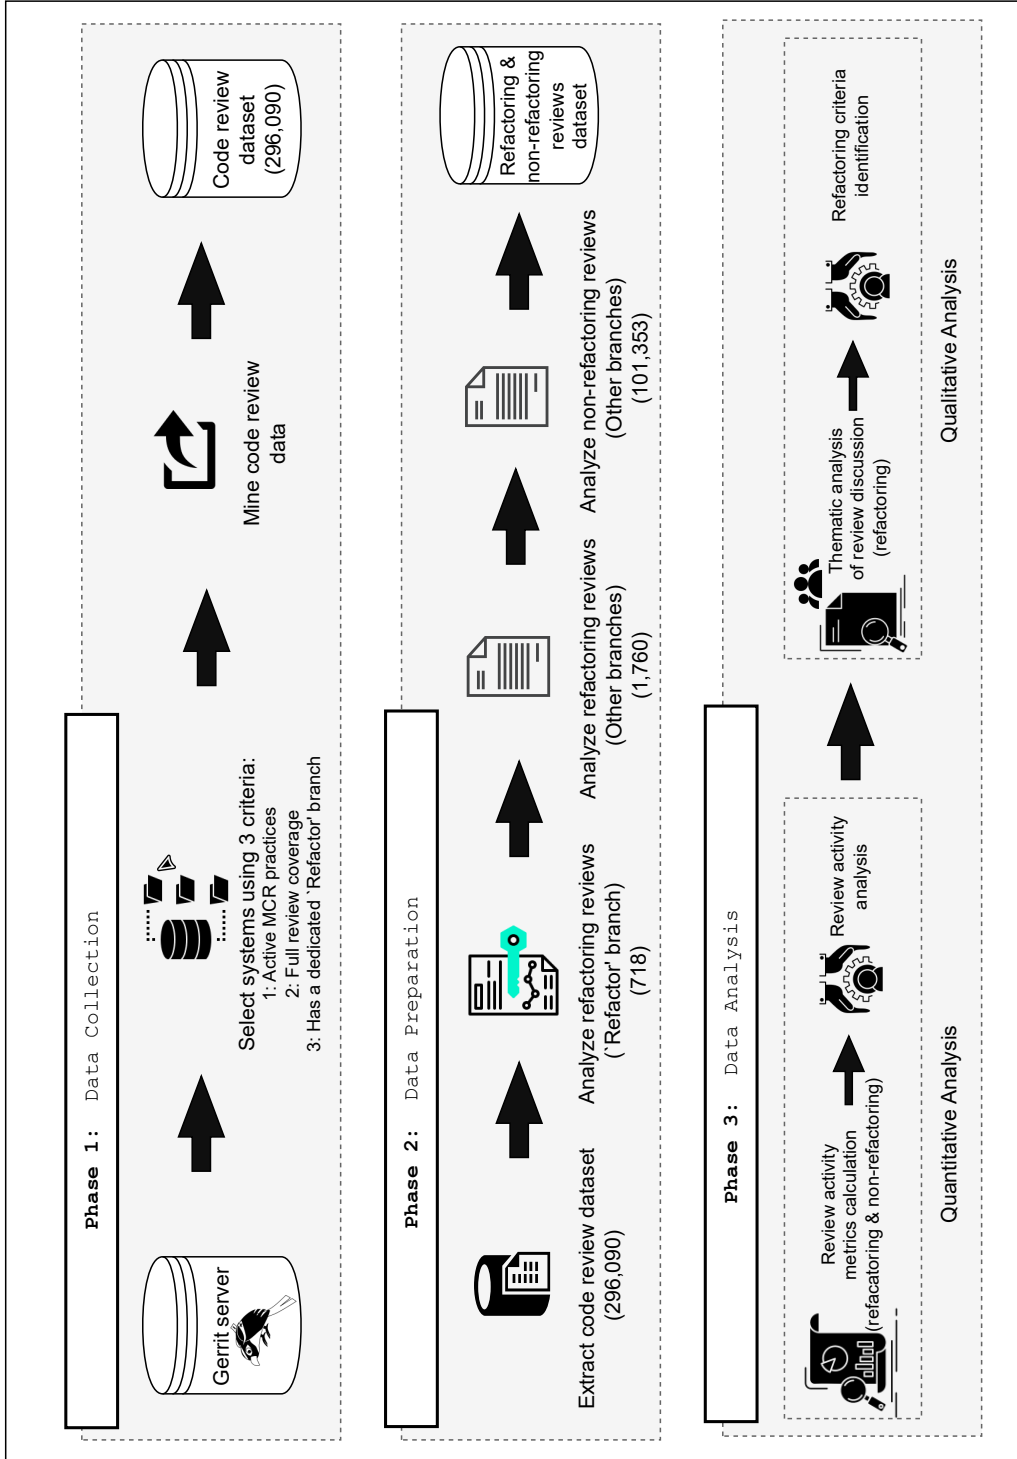 Phase 1: Data Collection
Gerrit server
Select systems using 3 criteria:
1: Active MCR practices
2: Full review coverage
3: Has a dedicated `Refactor' branch
Mine code review
data
Code review
dataset
(296,090)
Phase 2: Data Preparation
Extract code review dataset
(296,090)
Analyze refactoring reviews
(`Refactor' branch)
(718)
Analyze refactoring reviews
(Other branches)
(1,760)
Analyze non-refactoring reviews
(Other branches)
(101,353)
Refactoring &
non-refactoring
reviews
dataset
Phase 3: Data Analysis
Review activity
metrics calculation
(refacatoring & non-refactoring)
Review activity
analysis
Quantitative Analysis
Thematic analysis
of review discussion
(refactoring)
Refactoring criteria
identification
Qualitative Analysis